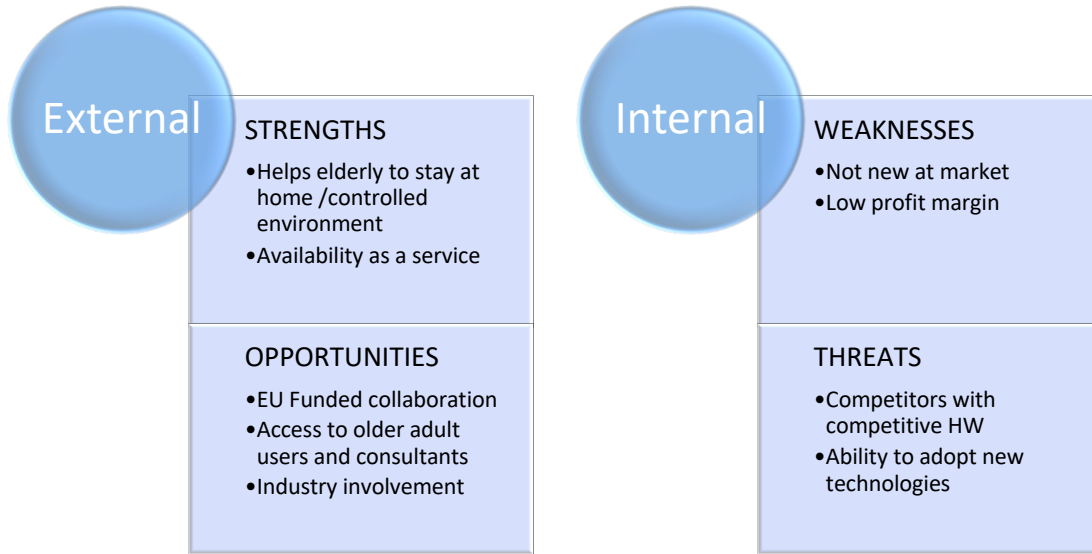 External
STRENGTHS
•Helps elderly to stay at
home /controlled
environment
•Availability as a service
OPPORTUNITIES
•EU Funded collaboration
•Access to older adult
users and consultants
•Industry involvement
Internal
WEAKNESSES
•Not new at market
•Low profit margin
THREATS
•Competitors with
competitive HW
•Ability to adopt new
technologies